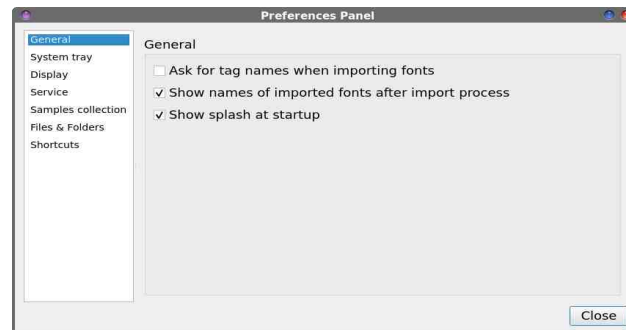 Preferences Panel
General
System tray
Display
Service
Samples collection
Files & Folders
Shortcuts
General
Ask for tag names when importing fonts
Show names of imported fonts after import process
Show splash at startup
Close